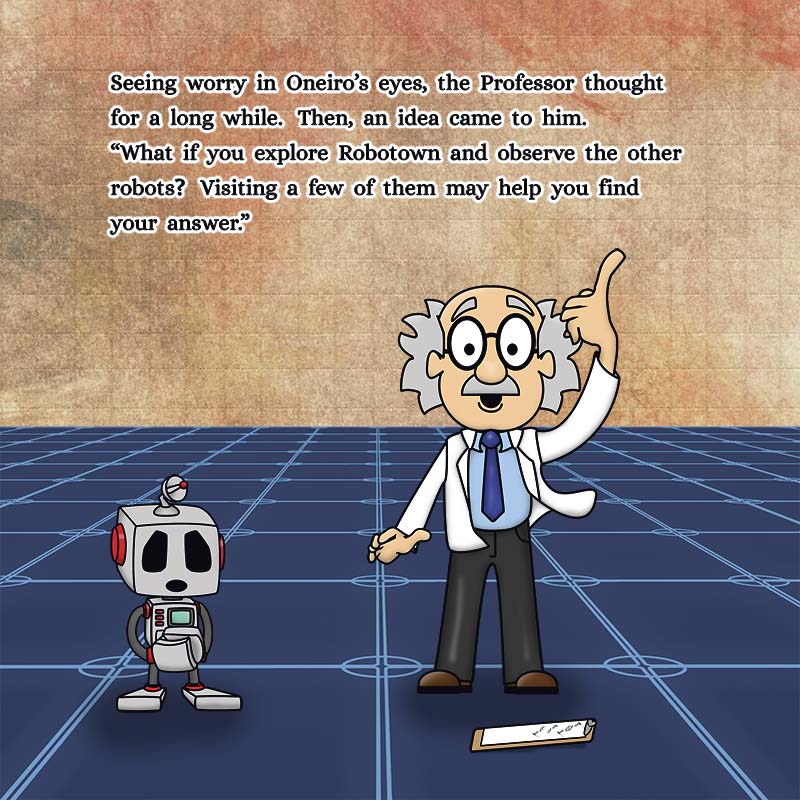 Seeing worry in Oneiro’s eyes, the Professor thought
for a long while. Then, an idea came to him.
“What if you explore Robotown and observe the other
robots? Visiting a few of them may help you find
your answer.”